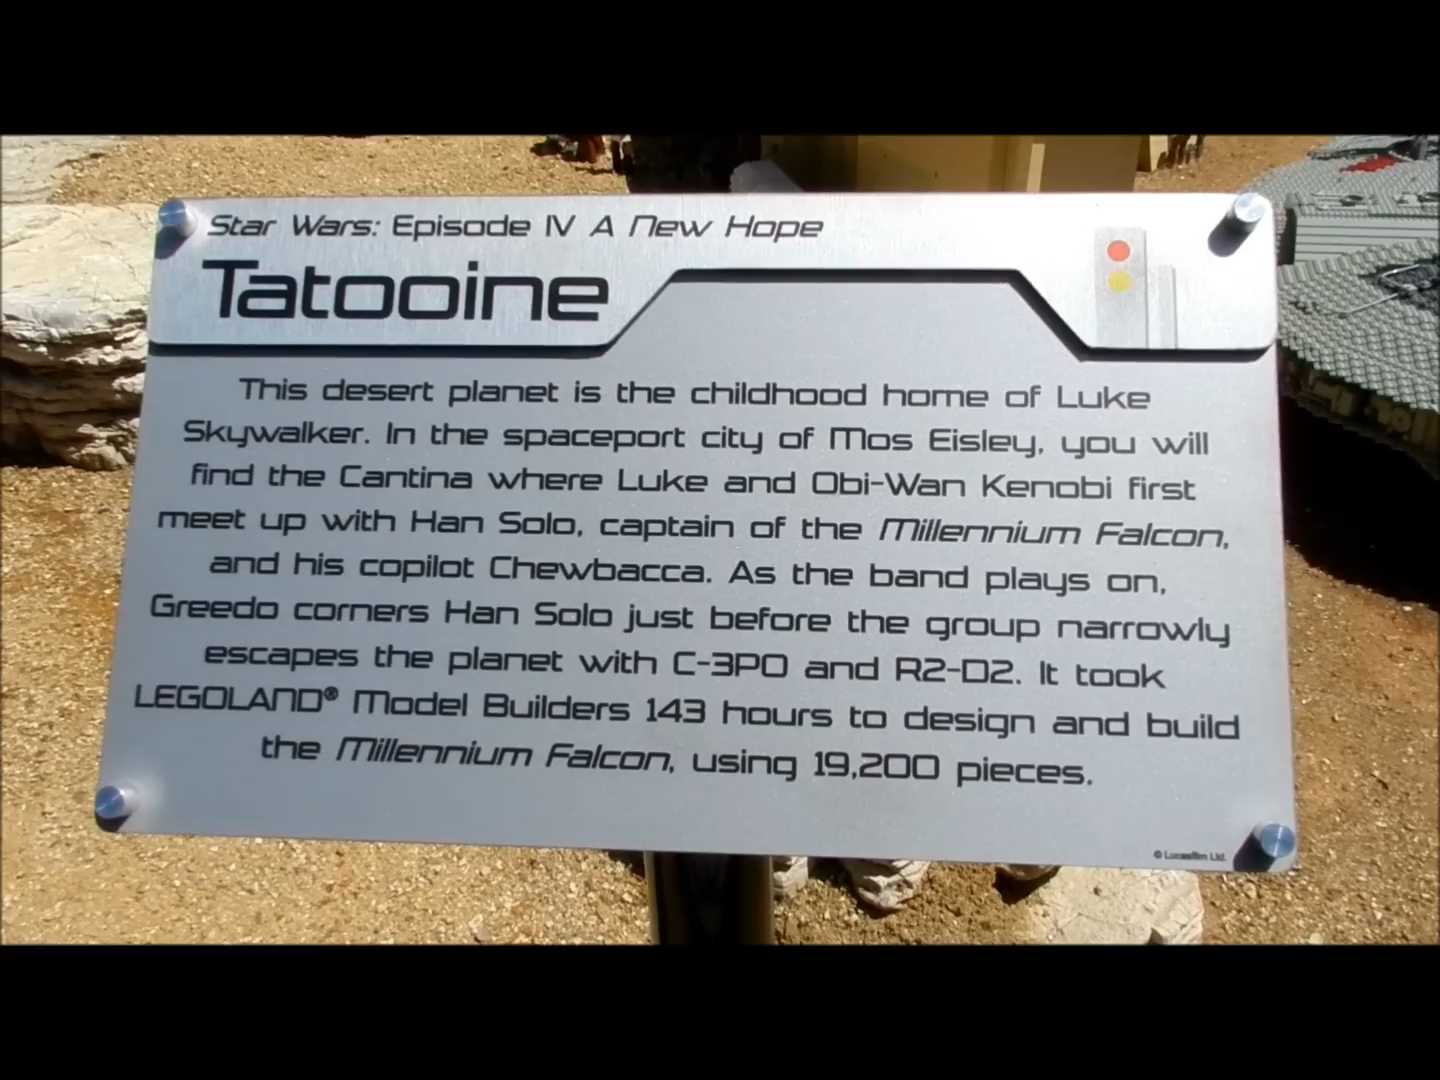 Star Wars: Episode IV A New Hope
Tatooine
This desert planet is the childhood home of Luke
Skywalker. In the spaceport city of Mos Eisley, you will
find the Cantina where Luke and Obi-Wan Kenobi first
meet up with Han Solo, captain of the Millennium Falcon,
and his copilot Chewbacca. As the band plays on,
Greedo corners Han Solo just before the group narrowly
escapes the planet with C-3PO and R2-D2. It took
LEGOLAND® Model Builders 143 hours to design and build
the Millennium Falcon, using 19,200 pieces.
© Lucasfilm Ltd.